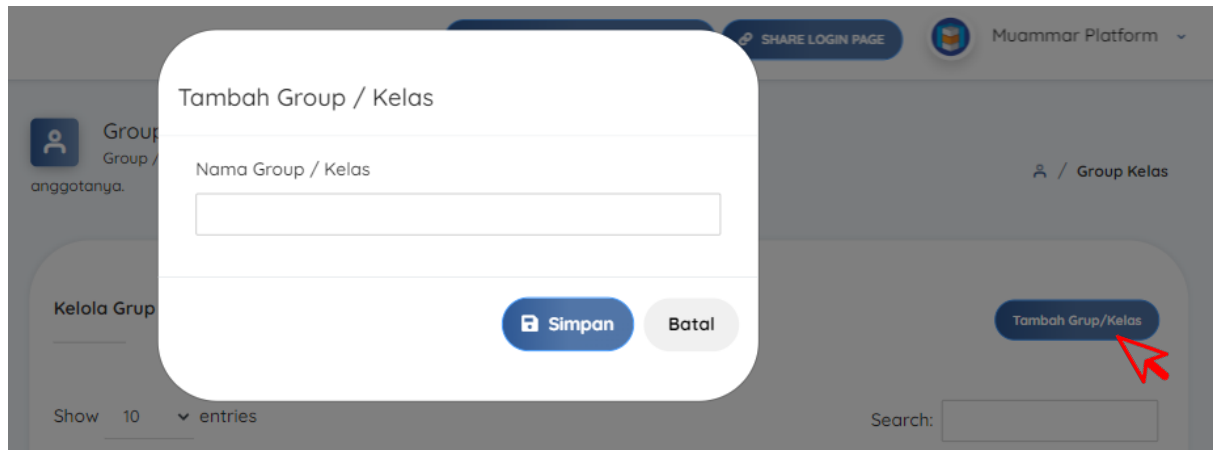 SHARE LOGIN PAGE
Muammar Platform
Tambah Group / Kelas
Group
Group /
anggotanya.
/ Group Kelas
Nama Group / Kelas
Kelola Grup
Tambah Grup/Kelas
Simpan
Batal
Show 10 entries
Search: